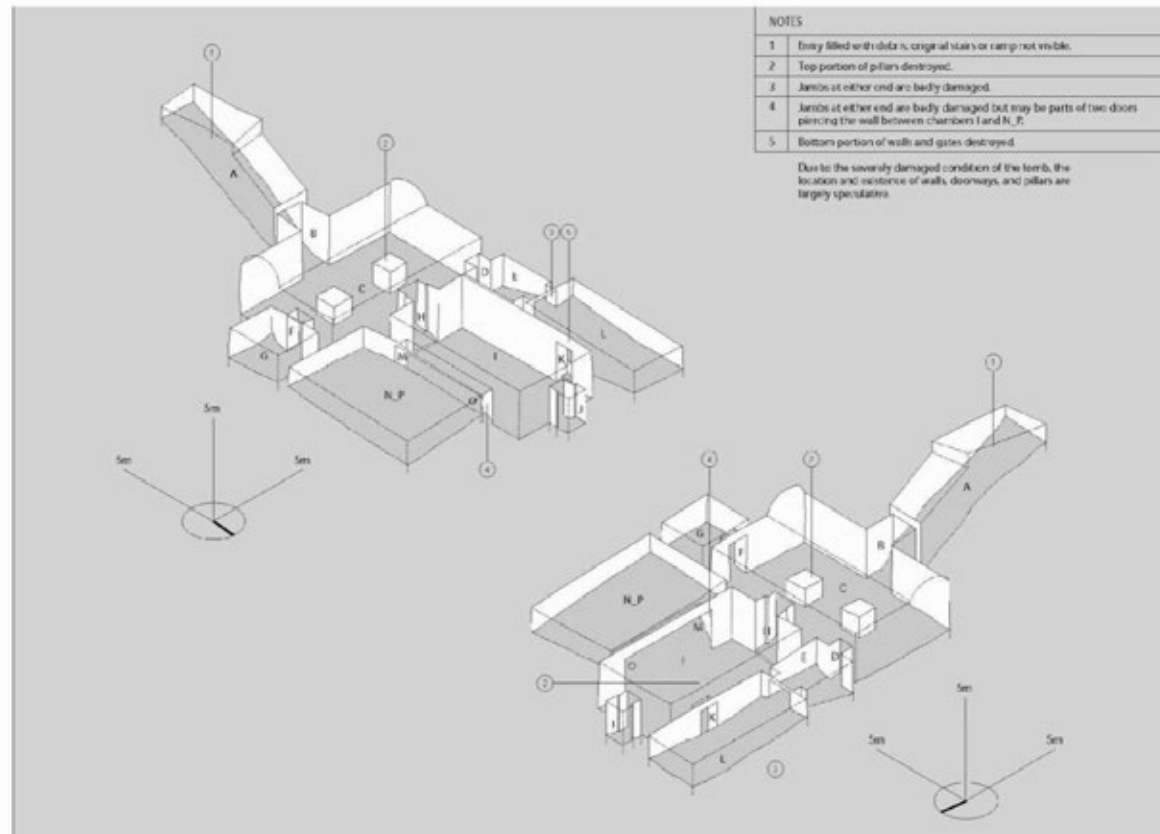 NOTES
1 Entry filled with debris, original stairs or ramp not visible.
2 Top portion of pillars destroyed.
3 Jambs at either end are badly damaged.
4 Jambs at either end are badly damaged but may be parts of two doors
piercing the wall between chambers I and N_P.
5 Bottom portion of walls and gates destroyed.
Due to the severely damaged condition of the tomb, the
location and existence of walls, doorways, and pillars are
largely speculative.
1
A
2
B
C
D
E
H
F
G
I
L
K
J
M
N_P
4
5m
5m
5m
1
4
2
A
G
F
B
C
N_P
M
H
I
E
D
O
2
K
L
5m
5m
5m